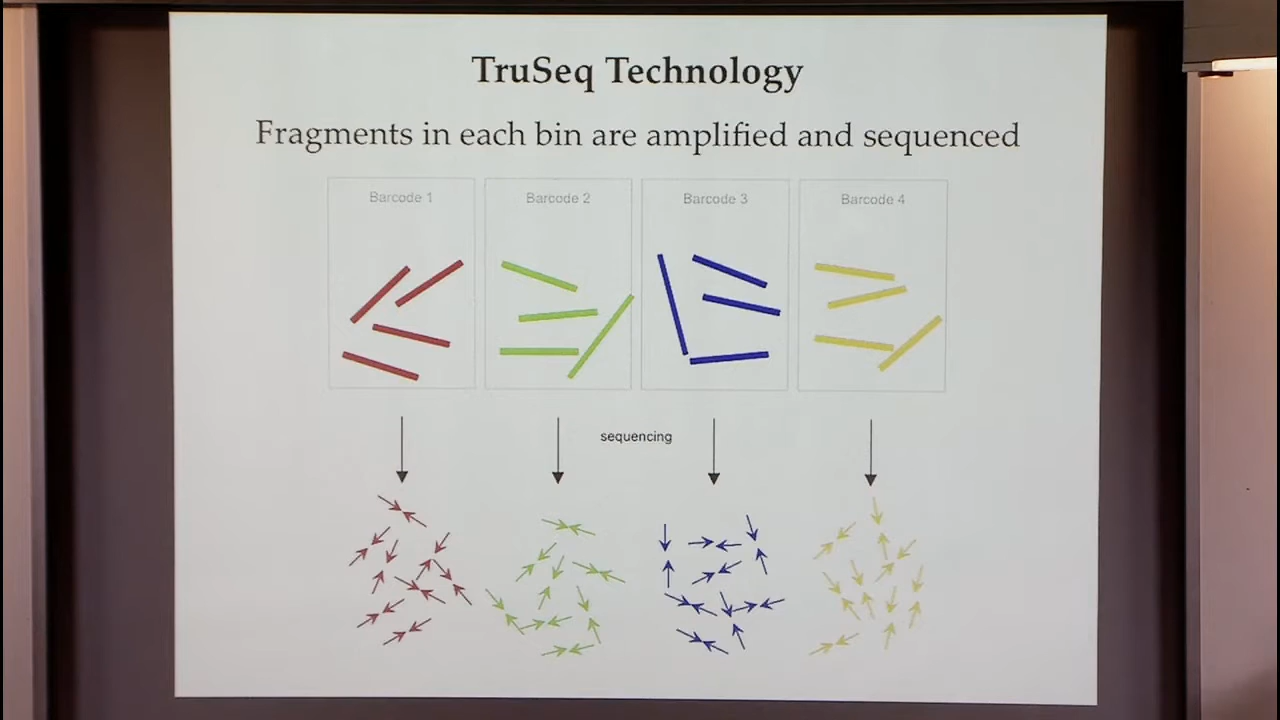 TruSeq Technology
Fragments in each bin are amplified and sequenced
Barcode 1
Barcode 2
Barcode 3
Barcode 4
sequencing